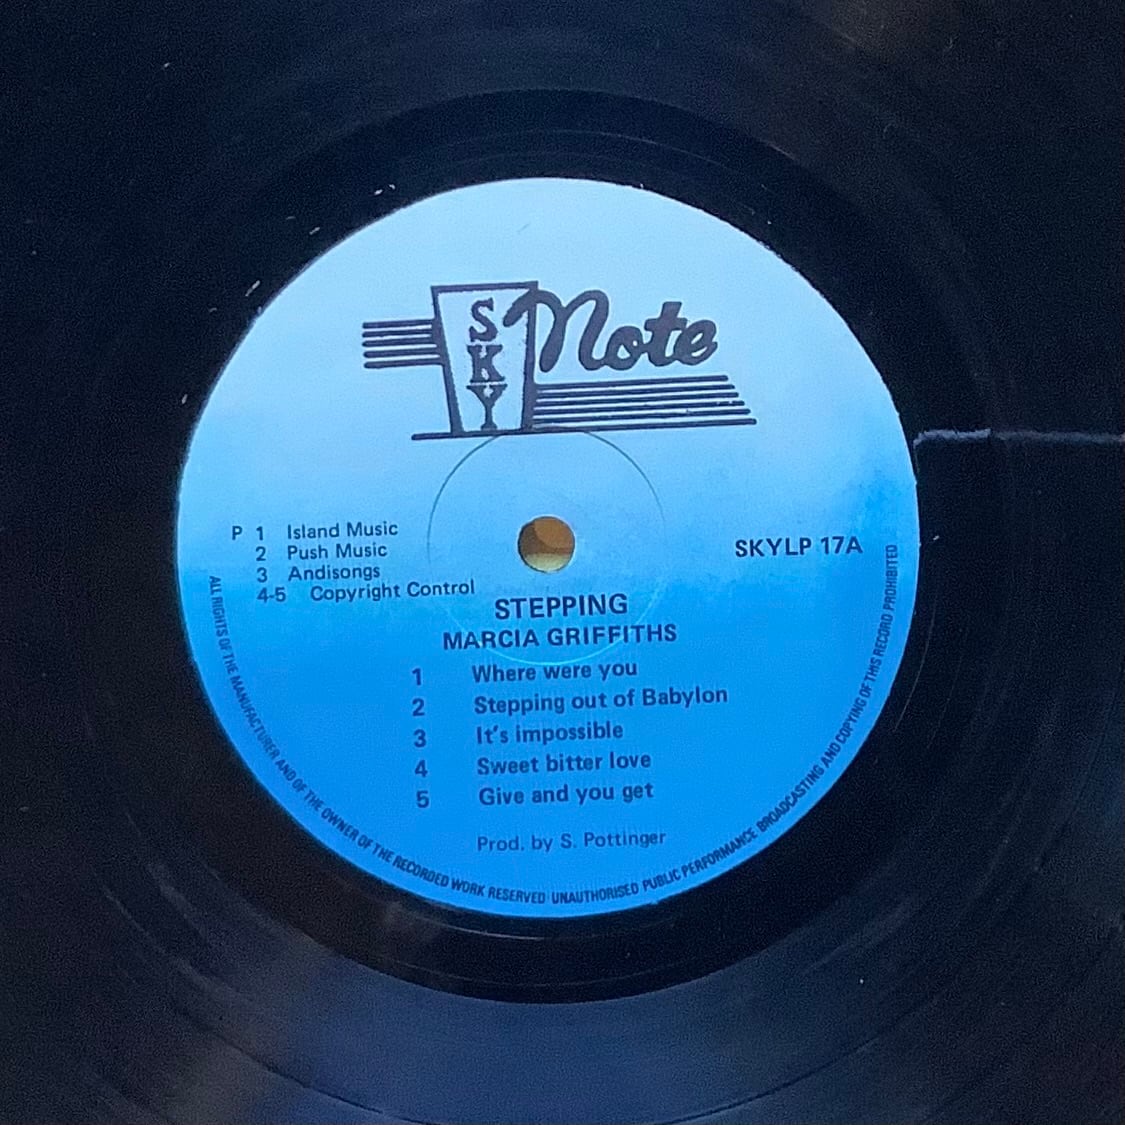 SKY Note
P 1 Island Music
2 Push Music
3 Andisongs
4-5 Copyright Control
SKYLP 17A
STEPPING
MARCIA GRIFFITHS
1 Where were you
2 Stepping out of Babylon
3 It's impossible
4 Sweet bitter love
5 Give and you get
Prod. by S. Pottinger
ALL RIGHTS OF THE MANUFACTURER AND OF THE OWNER OF THE RECORDED WORK RESERVED UNAUTHORISED PUBLIC PERFORMANCE BROADCASTING AND COPYING OF THIS RECORD PROHIBITED